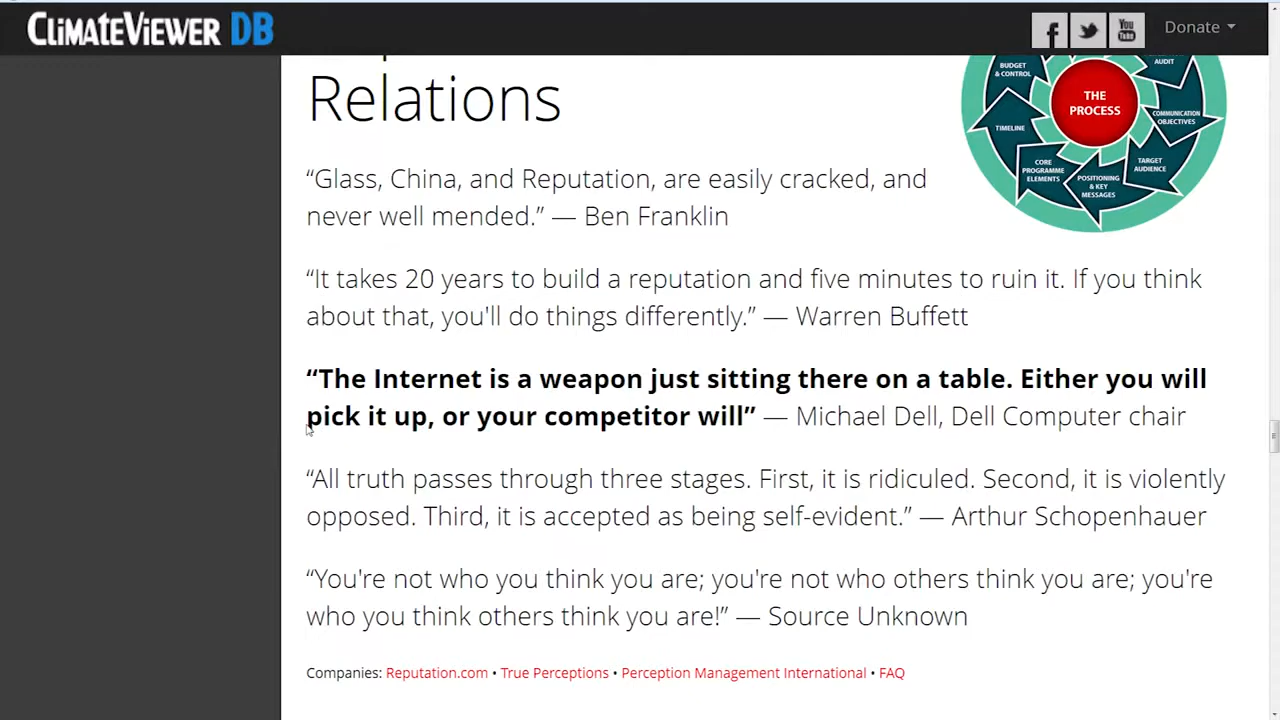 CLIMATEVIEWER DB
Donate
Relations
BUDGET
& CONTROL
AUDIT
THE
PROCESS
COMMUNICATION
OBJECTIVES
TIMELINE
CORE
PROGRAMME
ELEMENTS
TARGET
AUDIENCE
POSITIONING
& KEY
MESSAGES
“Glass, China, and Reputation, are easily cracked, and
never well mended.” — Ben Franklin
“It takes 20 years to build a reputation and five minutes to ruin it. If you think
about that, you'll do things differently.” — Warren Buffett
“The Internet is a weapon just sitting there on a table. Either you will
pick it up, or your competitor will” — Michael Dell, Dell Computer chair
“All truth passes through three stages. First, it is ridiculed. Second, it is violently
opposed. Third, it is accepted as being self-evident.” — Arthur Schopenhauer
“You're not who you think you are; you're not who others think you are; you're
who you think others think you are!” — Source Unknown
Companies: Reputation.com • True Perceptions • Perception Management International • FAQ